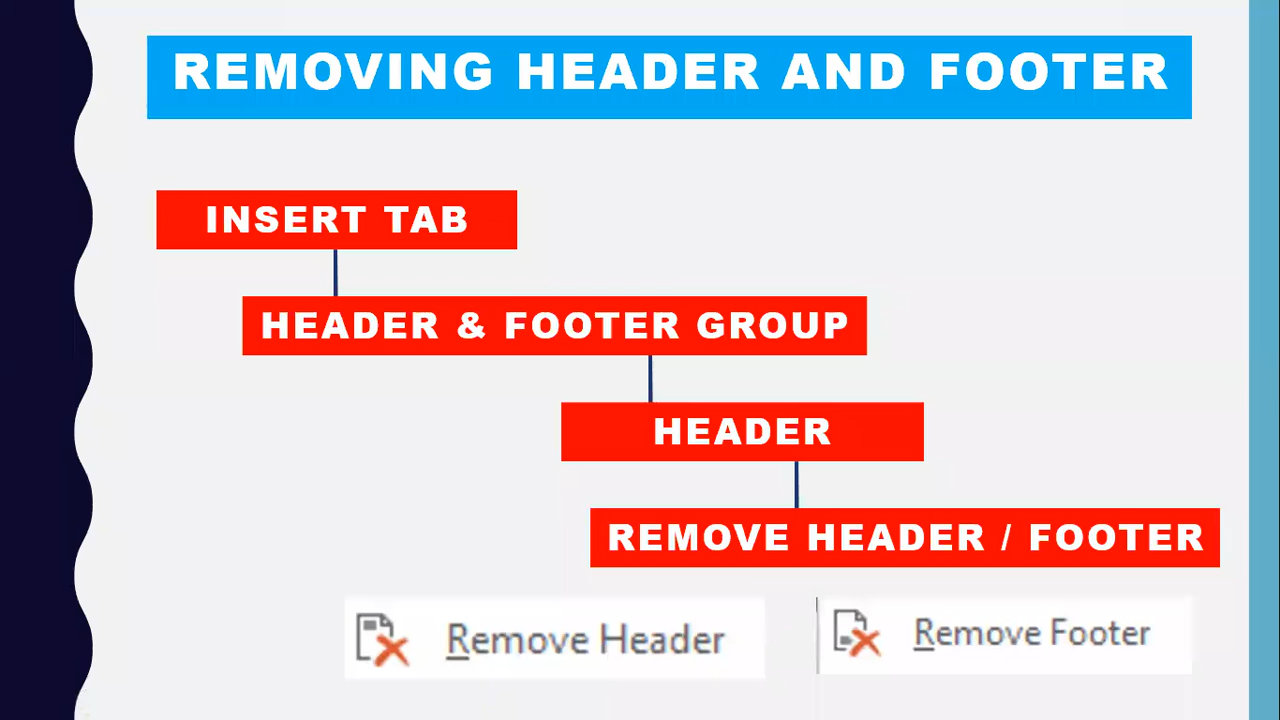 REMOVING HEADER AND FOOTER
INSERT TAB
HEADER & FOOTER GROUP
HEADER
REMOVE HEADER / FOOTER
Remove Header
Remove Footer